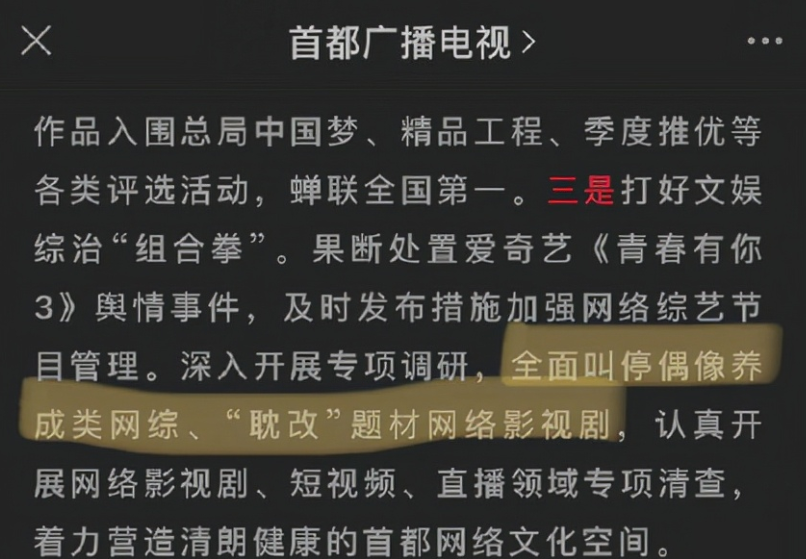 首都广播电视
作品入围总局中国梦、精品工程、季度推优等
各类评选活动，蝉联全国第一。三是打好文娱
综治“组合拳”。果断处置爱奇艺《青春有你
3》舆情事件，及时发布措施加强网络综艺节
目管理。深入开展专项调研，全面叫停偶像养
成类网综、“耽改”题材网络影视剧，认真开
展网络影视剧、短视频、直播领域专项清查，
着力营造清朗健康的首都网络文化空间。